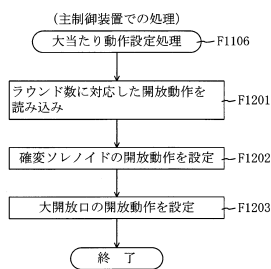 (主制御装置での処理)
大当たり動作設定処理
F1106
ラウンド数に対応した開放動作を
読み込み
F1201
確変ソレノイドの開放動作を設定
F1202
大開放口の開放動作を設定
F1203
終 了